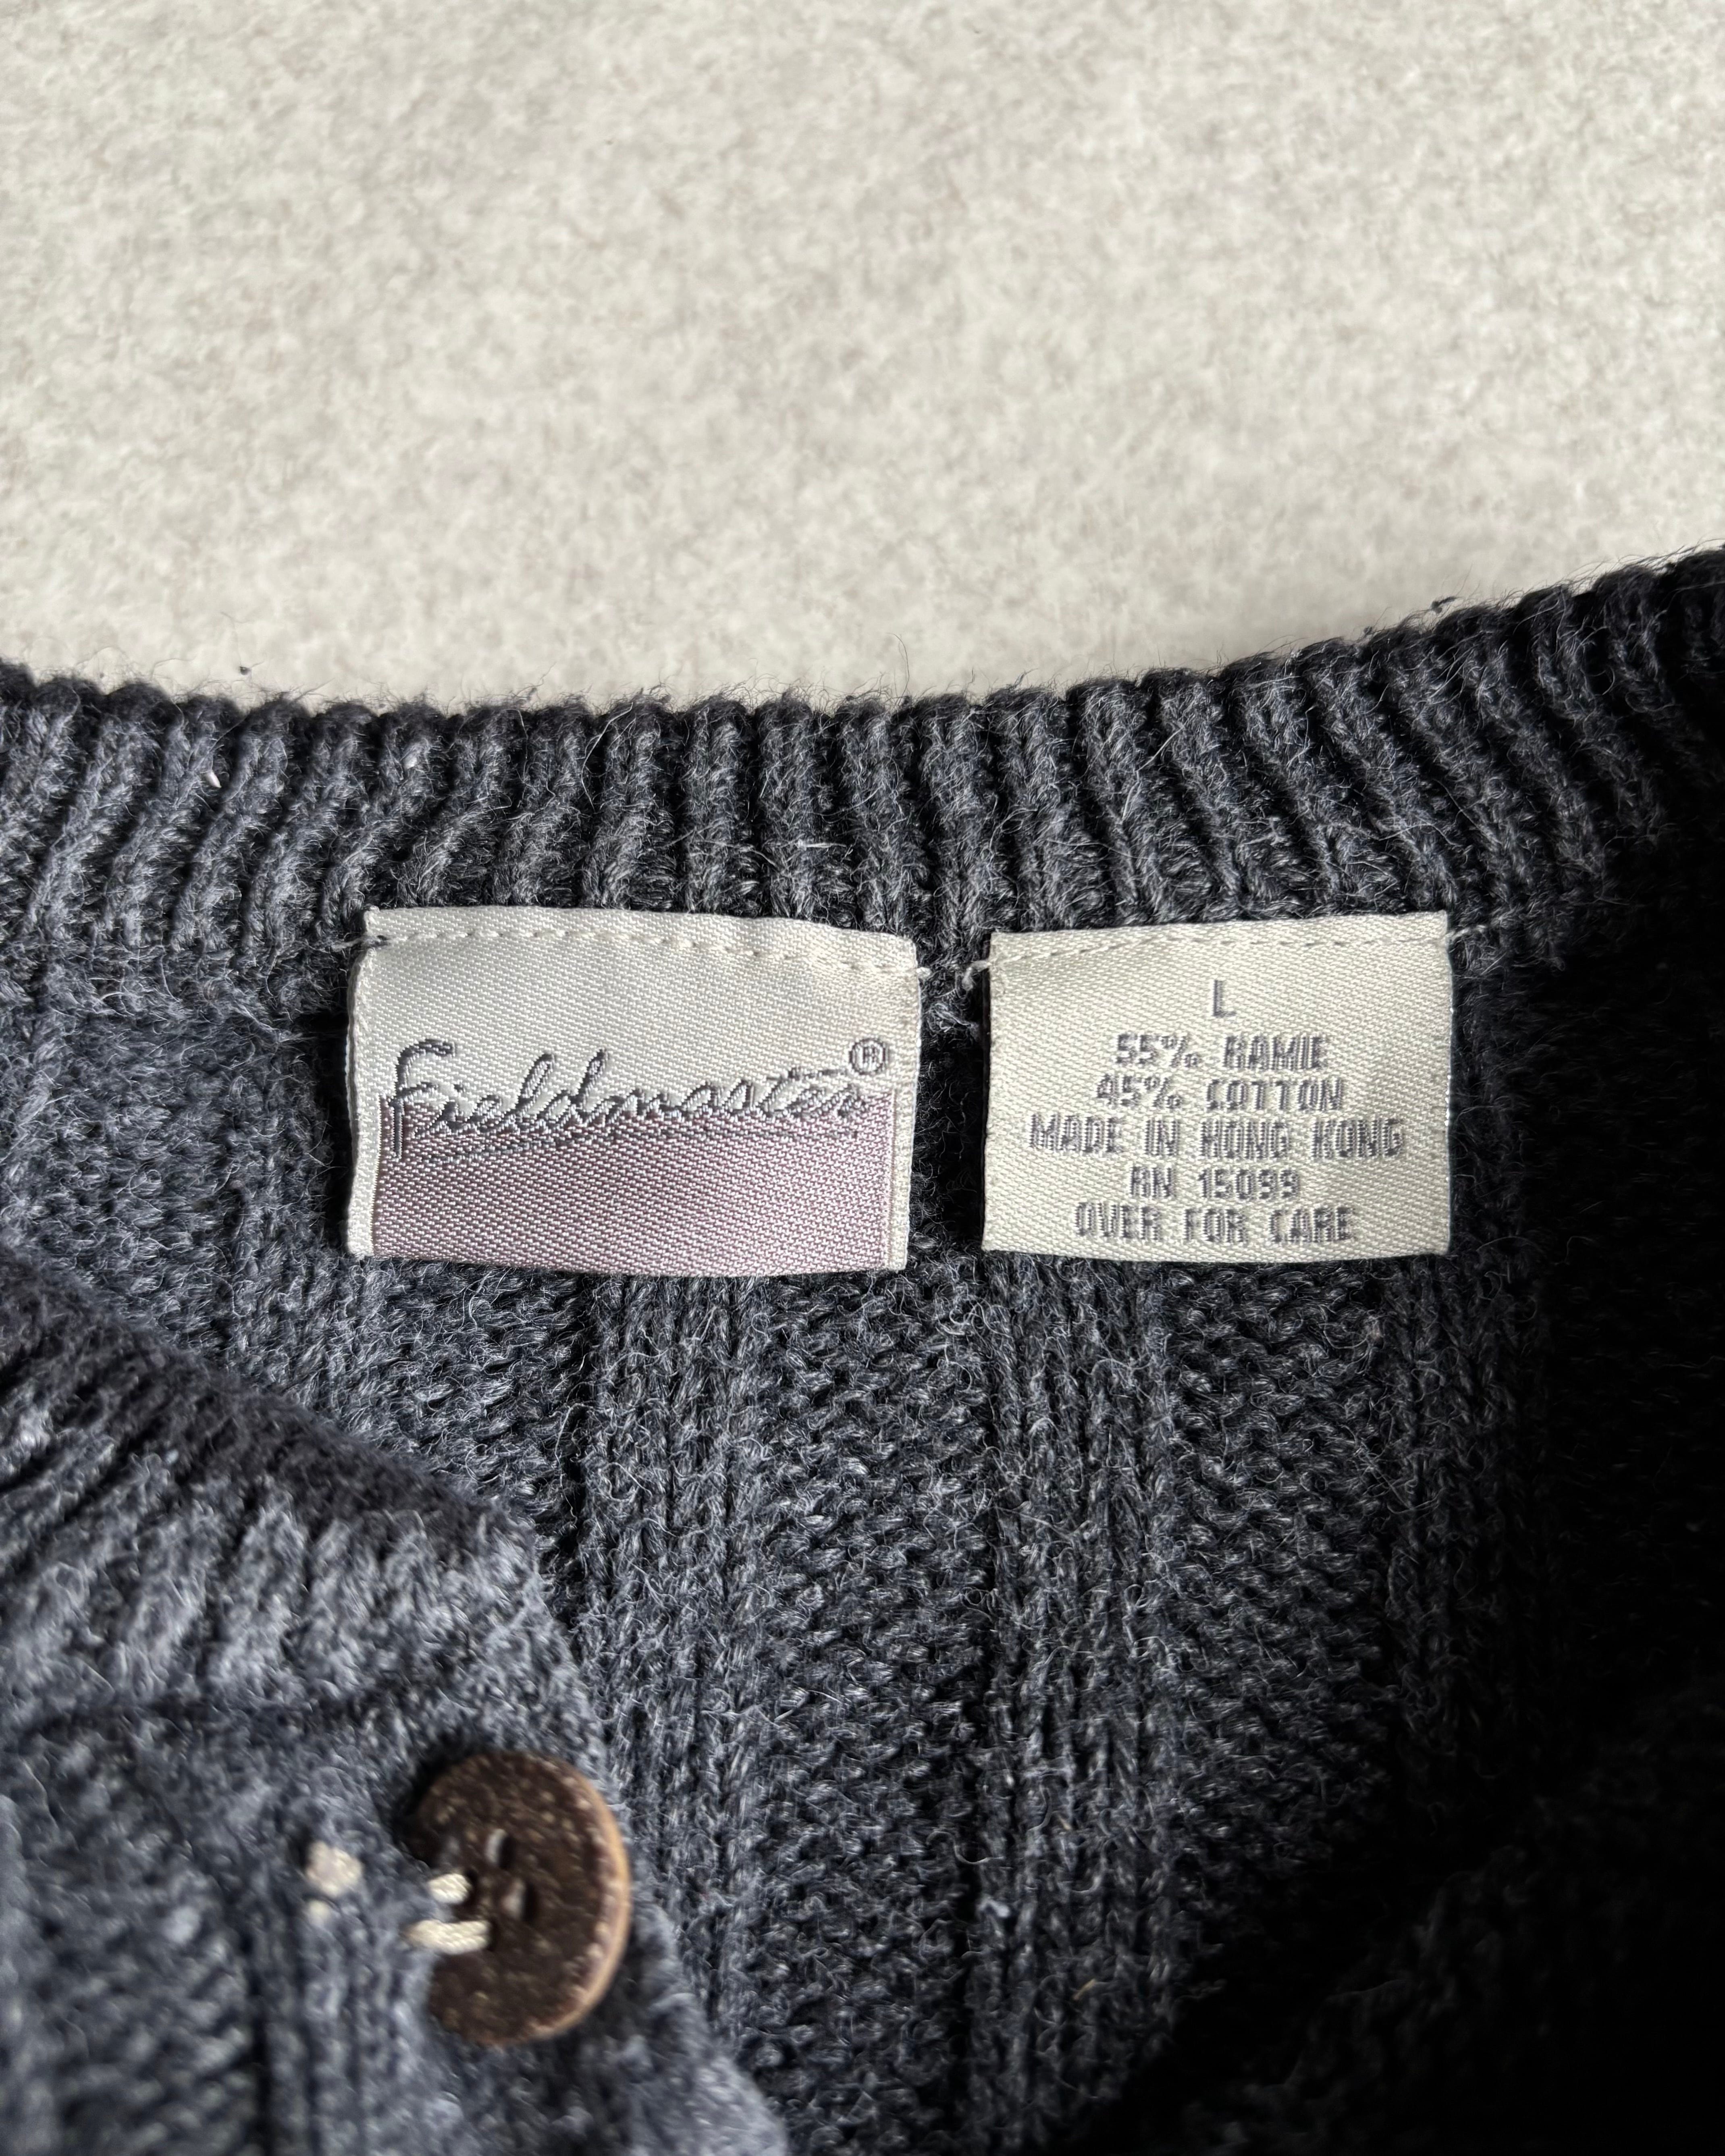 Fieldmaster®
L
55% RAMIE
45% COTTON
MADE IN HONG KONG
RN 15099
OVER FOR CARE